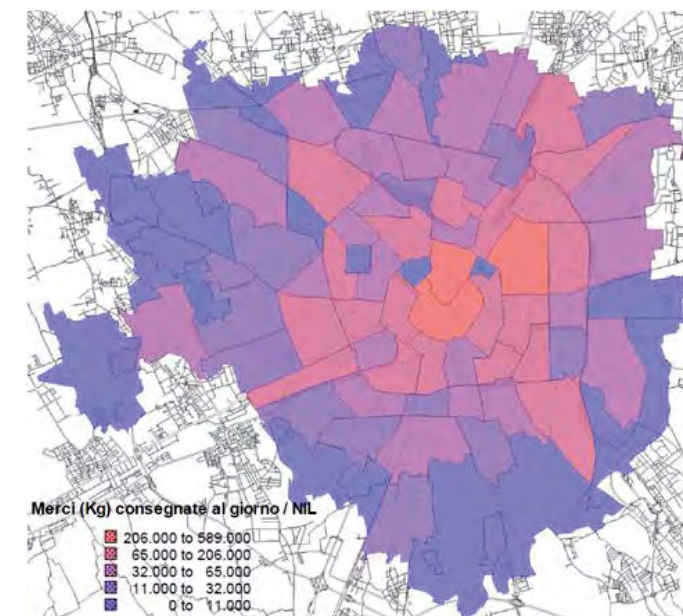 Merci (Kg) consegnate al giorno / NIL
206.000 to 589.000
65.000 to 206.000
32.000 to 65.000
11.000 to 32.000
0 to 11.000